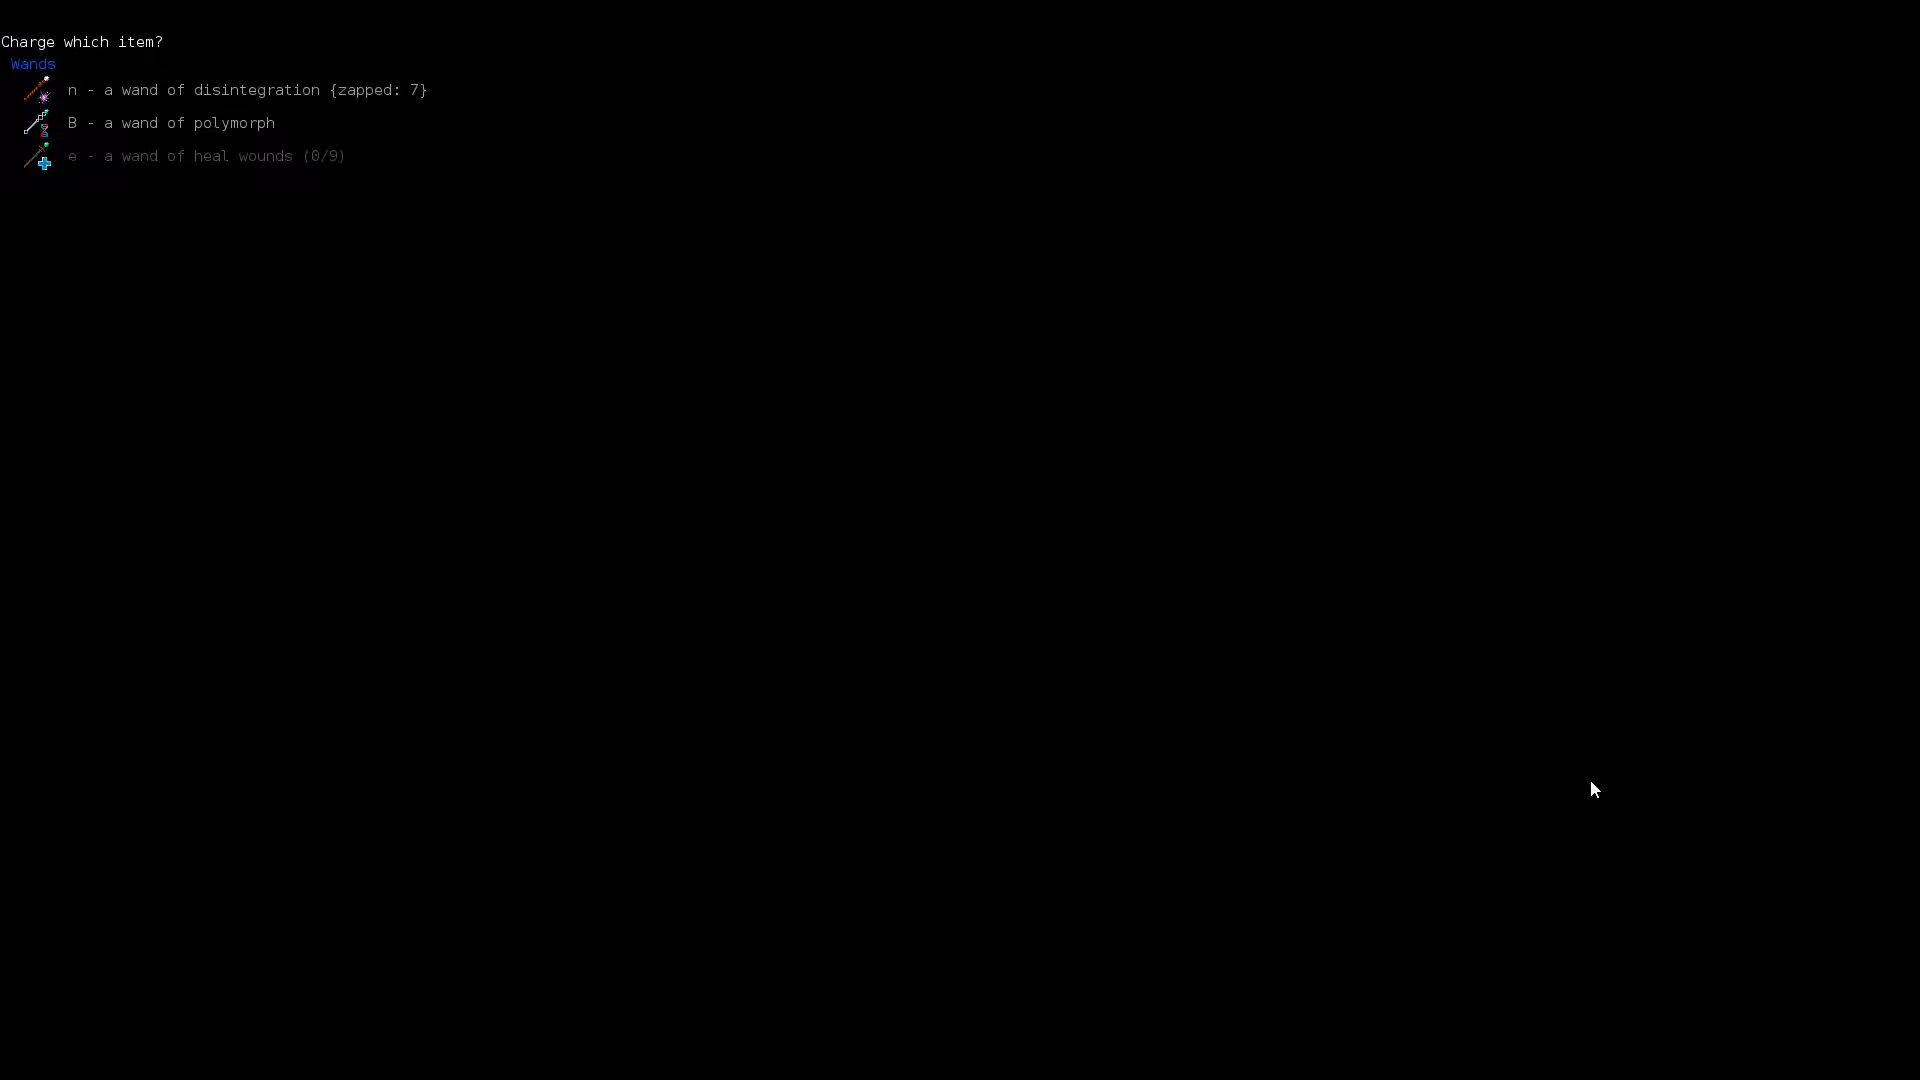 Charge which item?
Wands
n - a wand of disintegration {zapped: 7}
B - a wand of polymorph
e - a wand of heal wounds (0/9)